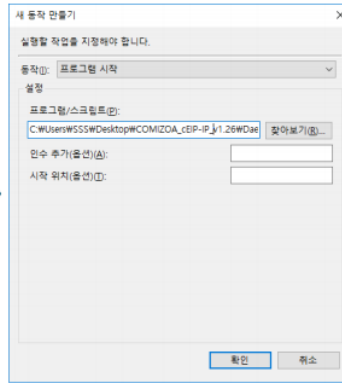 새 동작 만들기
실행할 작업을 지정해야 합니다.
동작(I): 프로그램 시작
설정
프로그램/스크립트(P):
C:₩Users₩SSS₩Desktop₩COMIZOA_cEIP-IP_v1.26₩Dae 찾아보기(R)...
인수 추가(옵션)(A):
시작 위치(옵션)(T):
확인 취소